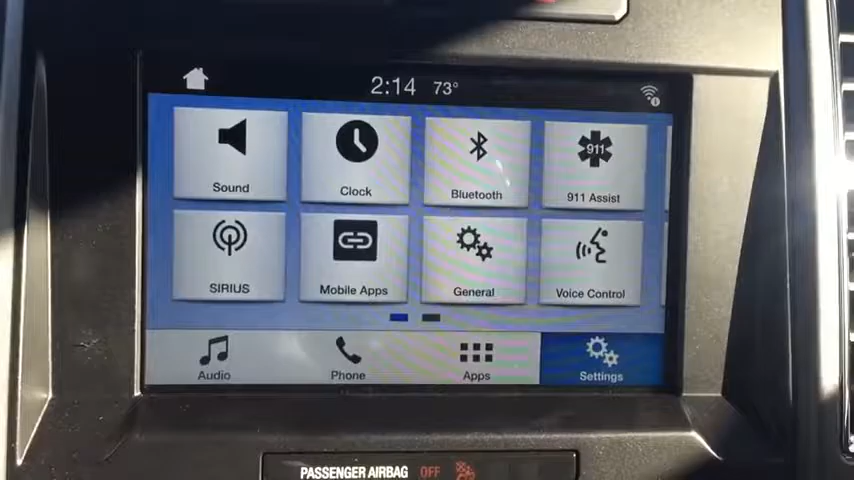 2:14 73°
Sound Clock Bluetooth 911 911 Assist
SIRIUS Mobile Apps General Voice Control
Audio Phone Apps Settings
PASSENGER AIRBAG OFF